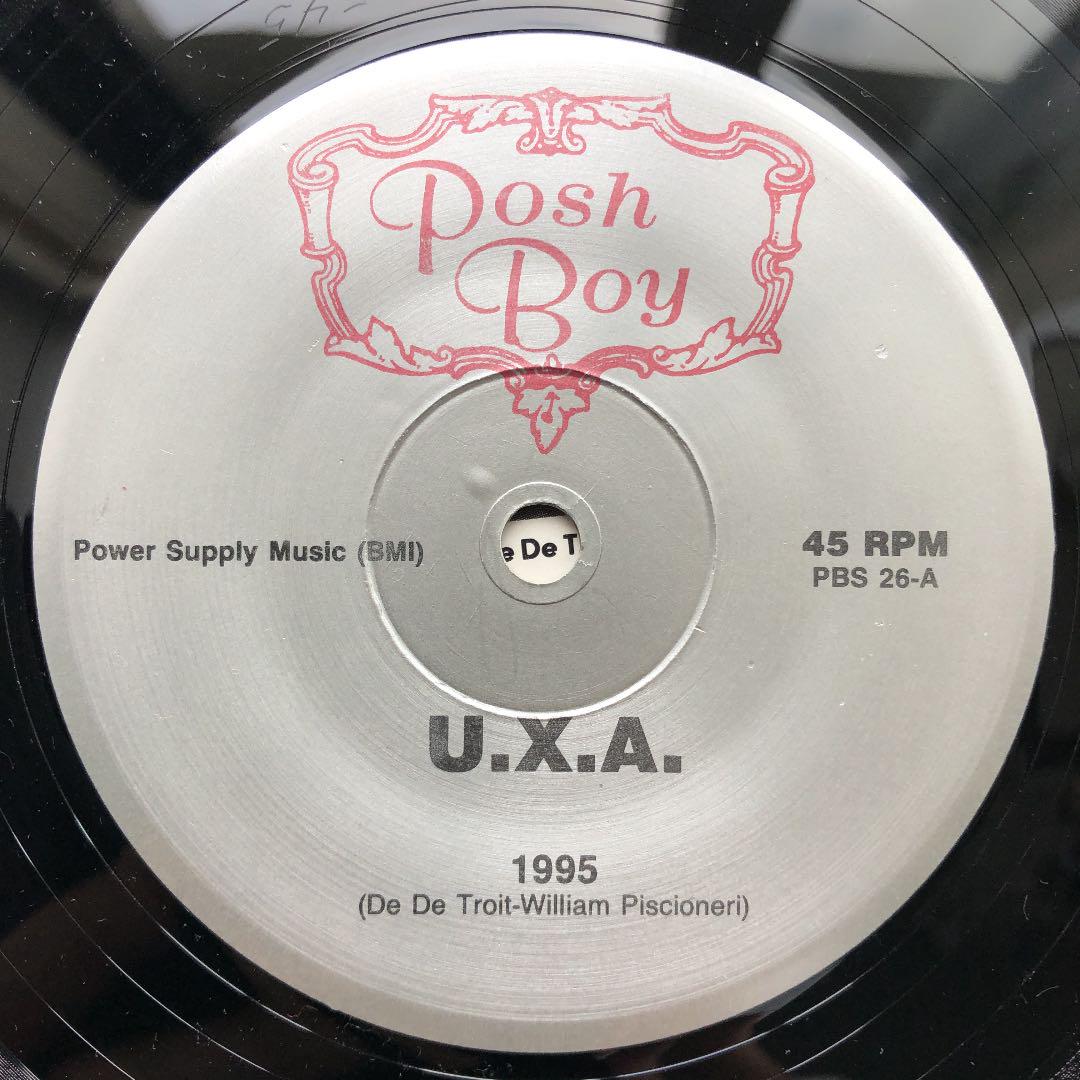 Posh
Boy
Power Supply Music (BMI)
45 RPM
PBS 26-A
e De T
U.X.A.
1995
(De De Troit-William Piscioneri)